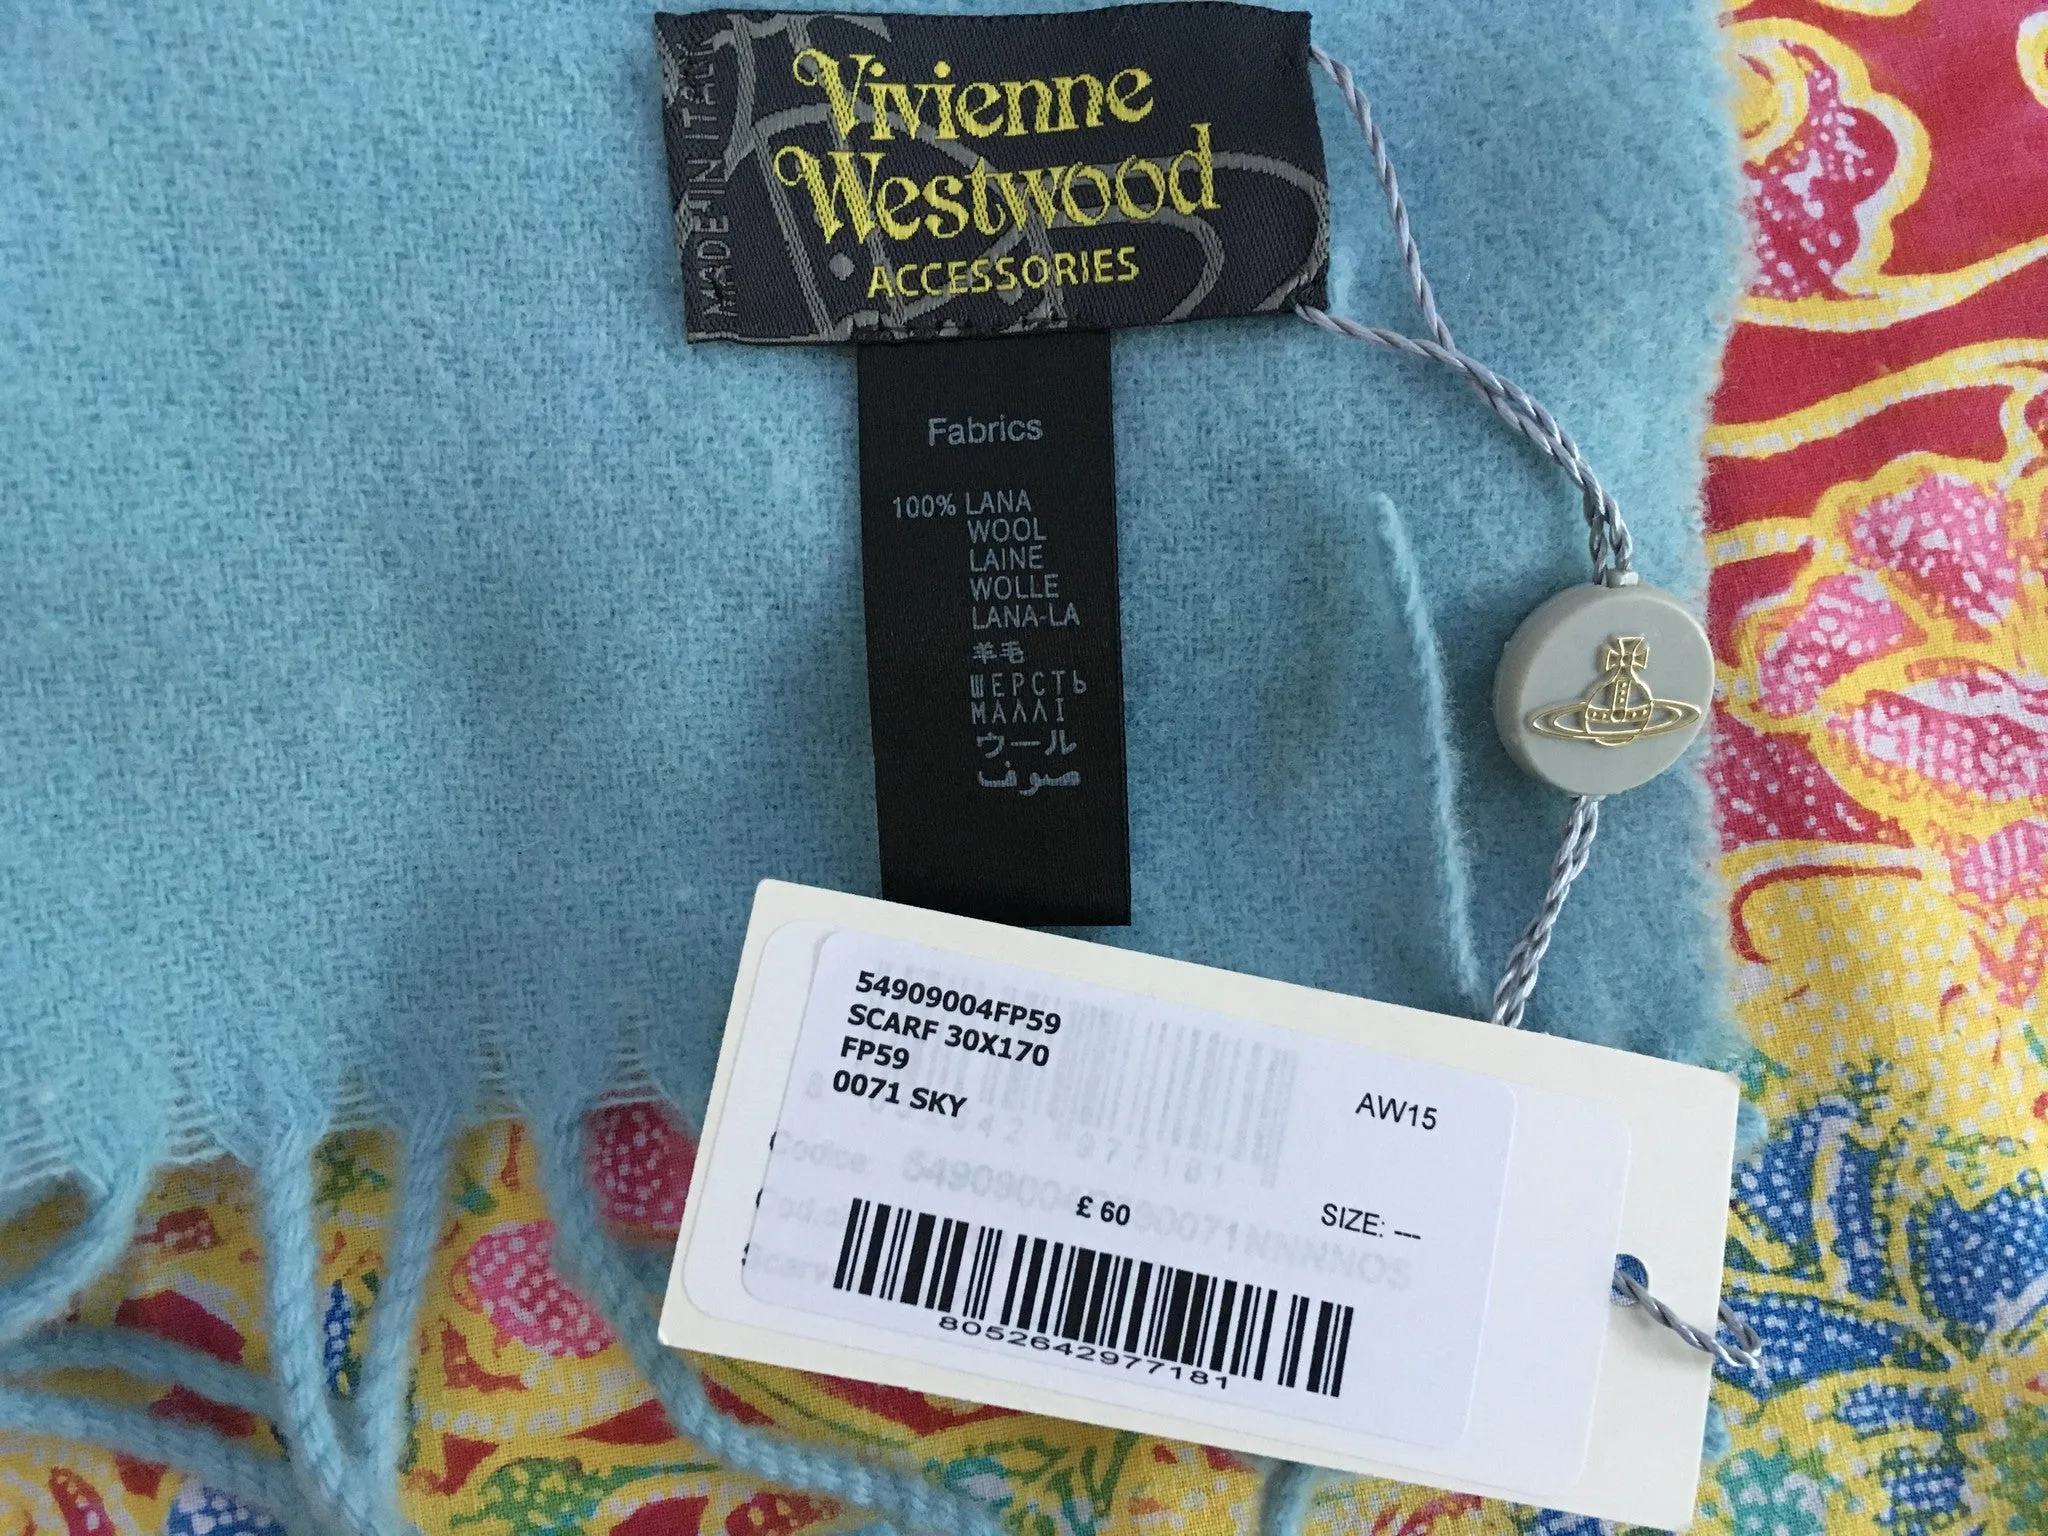 Vivienne
Westwood
ACCESSORIES
MADE IN ITALY
Fabrics
100% LANA
WOOL
LAINE
WOLLE
LANA-LA
羊毛
ШЕРСТЬ
ΜΑΛΛΙ
ウール
صوف
54909004FP59
SCARF 30X170
FP59
0071 SKY
AW15
Codice:
£ 60
SIZE: ---
8052642977181